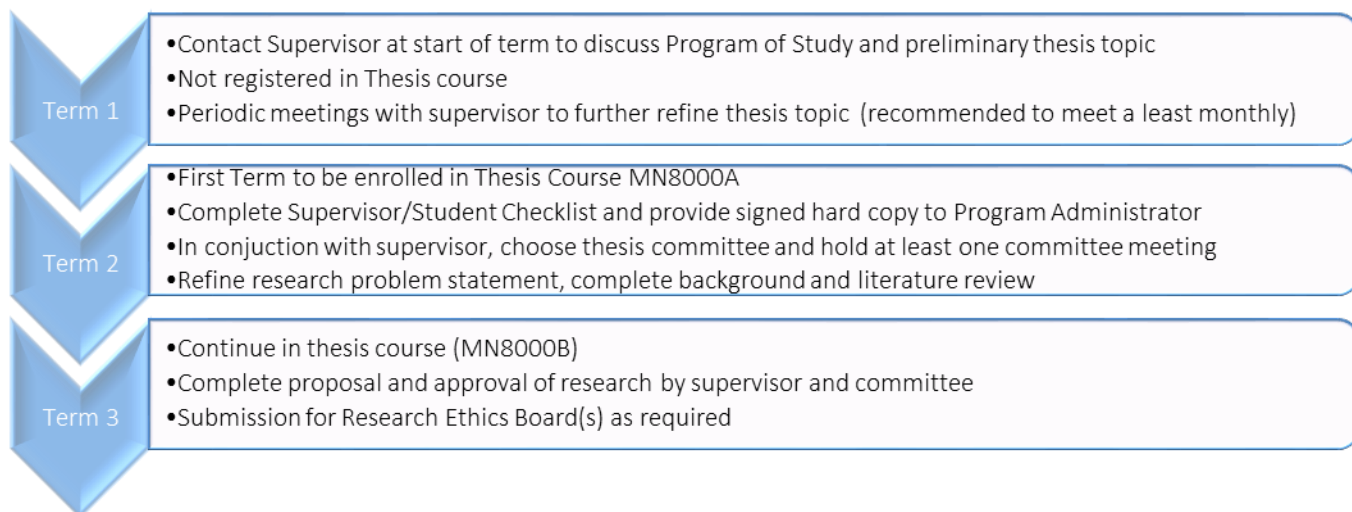 Term 1
•Contact Supervisor at start of term to discuss Program of Study and preliminary thesis topic
•Not registered in Thesis course
•Periodic meetings with supervisor to further refine thesis topic (recommended to meet a least monthly)
Term 2
•First Term to be enrolled in Thesis Course MN8000A
•Complete Supervisor/Student Checklist and provide signed hard copy to Program Administrator
•In conjuction with supervisor, choose thesis committee and hold at least one committee meeting
•Refine research problem statement, complete background and literature review
Term 3
•Continue in thesis course (MN8000B)
•Complete proposal and approval of research by supervisor and committee
•Submission for Research Ethics Board(s) as required